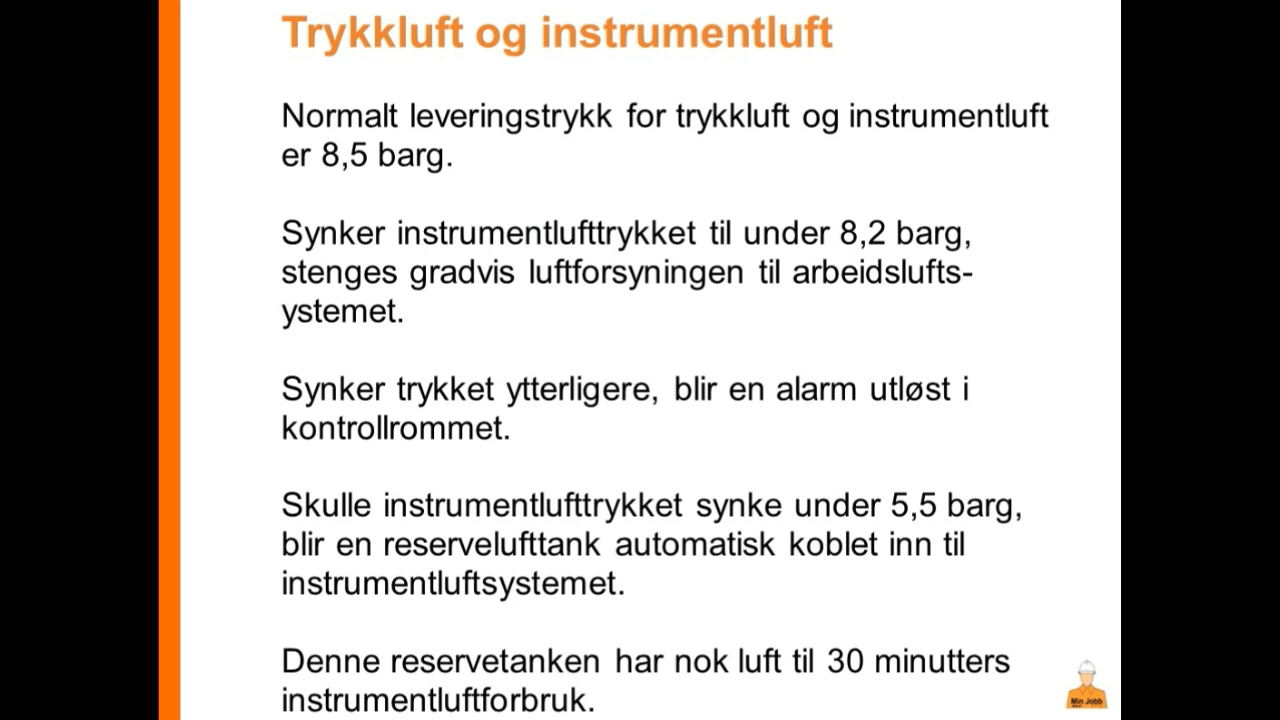 Trykkluft og instrumentluft
Normalt leveringstrykk for trykkluft og instrumentluft
er 8,5 barg.
Synker instrumentlufttrykket til under 8,2 barg,
stenges gradvis luftforsyningen til arbeidslufts-
ystemet.
Synker trykket ytterligere, blir en alarm utløst i
kontrollrommet.
Skulle instrumentlufttrykket synke under 5,5 barg,
blir en reservelufttank automatisk koblet inn til
instrumentluftsystemet.
Denne reservetanken har nok luft til 30 minutters
instrumentluftforbruk.
Min Jobb